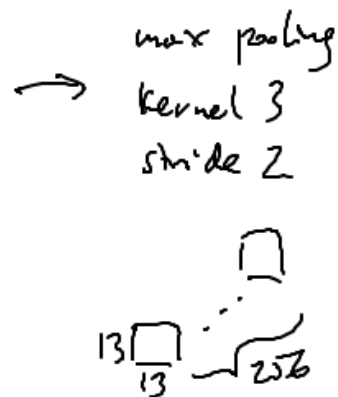 max pooling
kernel 3
stride 2
13
13
256